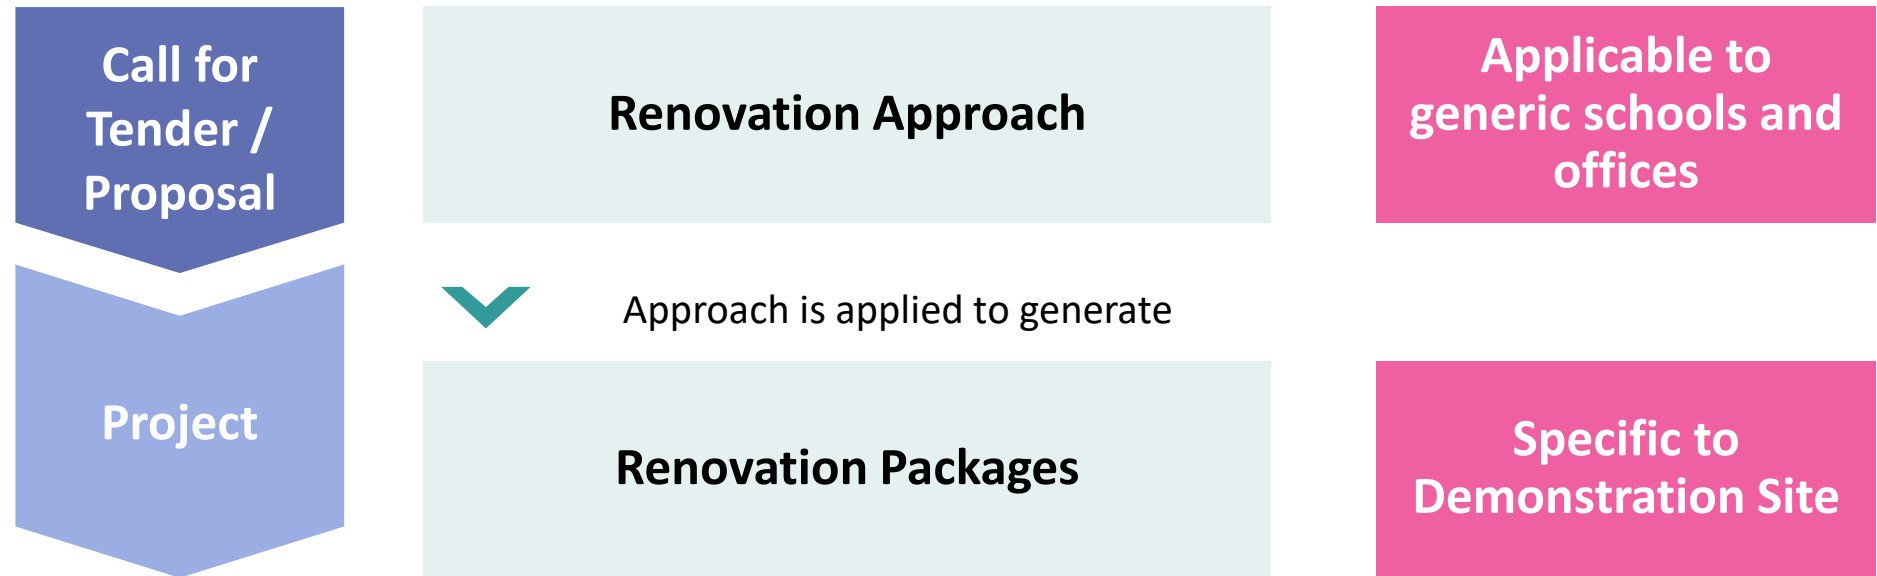 Call for
Tender /
Proposal
Renovation Approach
Applicable to
generic schools and
offices
Approach is applied to generate
Project
Renovation Packages
Specific to
Demonstration Site